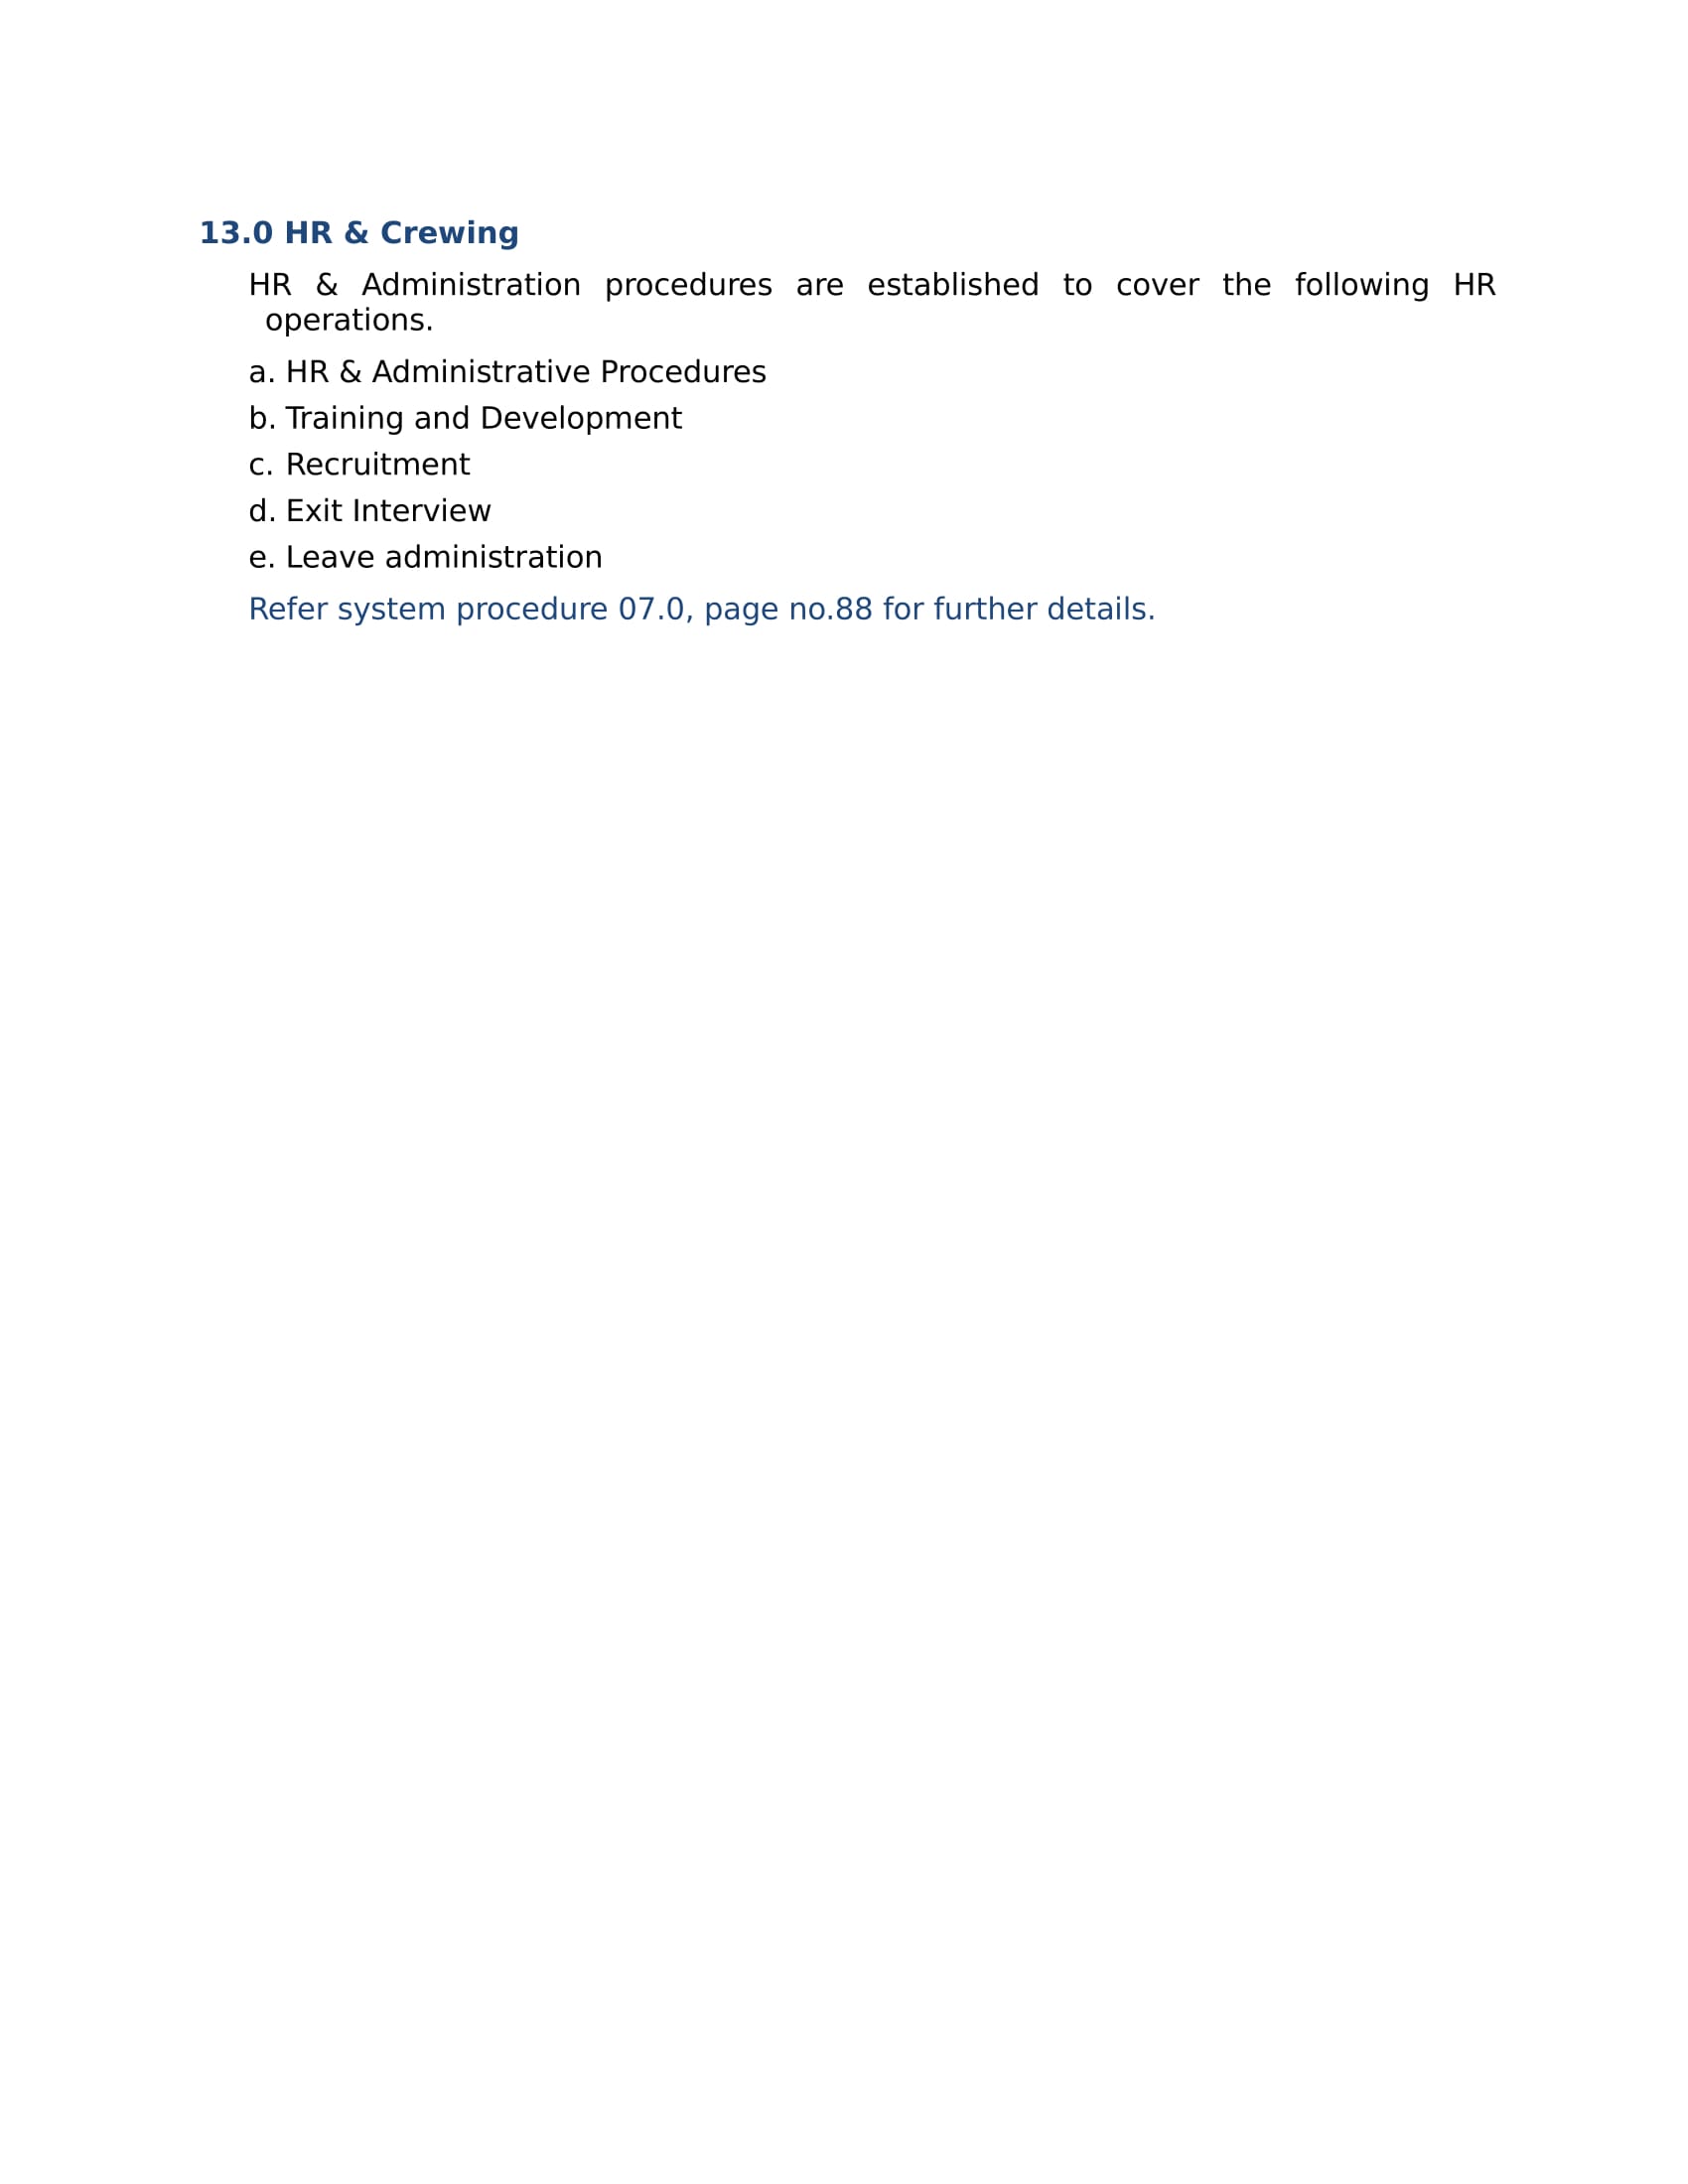 13.0 HR & Crewing
HR & Administration procedures are established to cover the following HR
operations.
a. HR & Administrative Procedures
b. Training and Development
c. Recruitment
d. Exit Interview
e. Leave administration
Refer system procedure 07.0, page no.88 for further details.